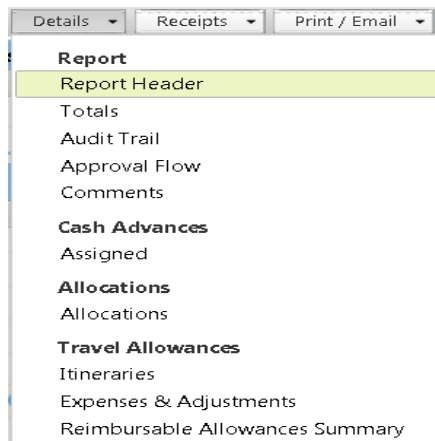 Details Receipts Print / Email
Report
Report Header
Totals
Audit Trail
Approval Flow
Comments
Cash Advances
Assigned
Allocations
Allocations
Travel Allowances
Itineraries
Expenses & Adjustments
Reimbursable Allowances Summary